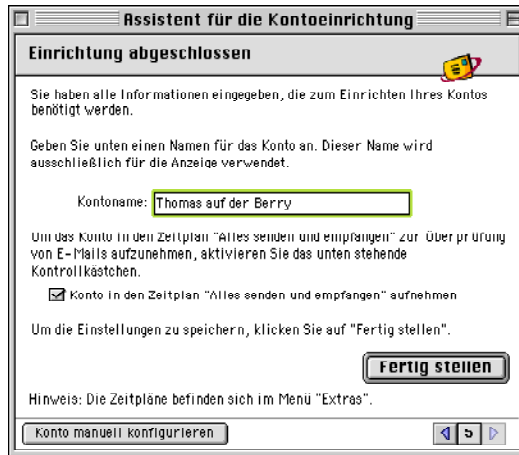 Assistent für die Kontoeinrichtung
Einrichtung abgeschlossen
Sie haben alle Informationen eingegeben, die zum Einrichten Ihres Kontos
benötigt werden.
Geben Sie unten einen Namen für das Konto an. Dieser Name wird
ausschließlich für die Anzeige verwendet.
Kontoname: Thomas auf der Berry
Um das Konto in den Zeitplan "Alles senden und empfangen" zur Überprüfung
von E-Mails aufzunehmen, aktivieren Sie das unten stehende
Kontrollkästchen.
Konto in den Zeitplan "Alles senden und empfangen" aufnehmen
Um die Einstellungen zu speichern, klicken Sie auf "Fertig stellen".
Fertig stellen
Hinweis: Die Zeitpläne befinden sich im Menü "Extras".
Konto manuell konfigurieren
5